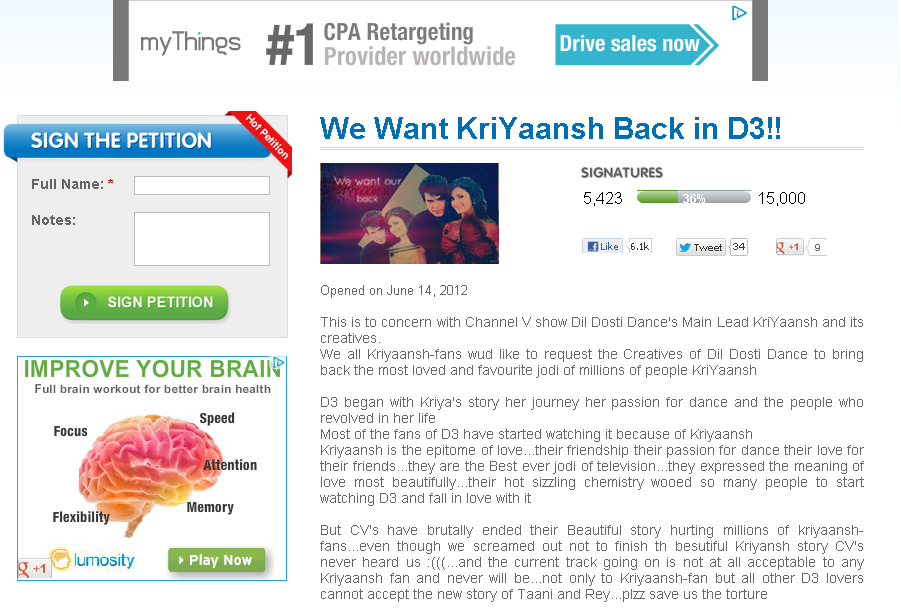 myThings
#1
CPA Retargeting
Provider worldwide
Drive sales now
SIGN THE PETITION
Hot Petition
Full Name: *
Notes:
SIGN PETITION
IMPROVE YOUR BRAIN
Full brain workout for better brain health
Speed
Focus
Attention
Memory
Flexibility
+1
lumosity
Play Now
We Want KriYaansh Back in D3!!
We want our
back
SIGNATURES
5,423
36%
15,000
Like
6.1k
Tweet
34
+1
9
Opened on June 14, 2012
This is to concern with Channel V show Dil Dosti Dance's Main Lead KriYaansh and its
creatives.
We all Kriyaansh-fans wud like to request the Creatives of Dil Dosti Dance to bring
back the most loved and favourite jodi of millions of people KriYaansh
D3 began with Kriya's story her journey her passion for dance and the people who
revolved in her life
Most of the fans of D3 have started watching it because of Kriyaansh
Kriyaansh is the epitome of love...their friendship their passion for dance their love for
their friends...they are the Best ever jodi of television...they expressed the meaning of
love most beautifully...their hot sizzling chemistry wooed so many people to start
watching D3 and fall in love with it
But CV's have brutally ended their Beautiful story hurting millions of kriyaansh-
fans...even though we screamed out not to finish th besutiful Kriyansh story CV's
never heard us :(((...and the current track going on is not at all acceptable to any
Kriyaansh fan and never will be...not only to Kriyaansh-fan but all other D3 lovers
cannot accept the new story of Taani and Rey...plzz save us the torture